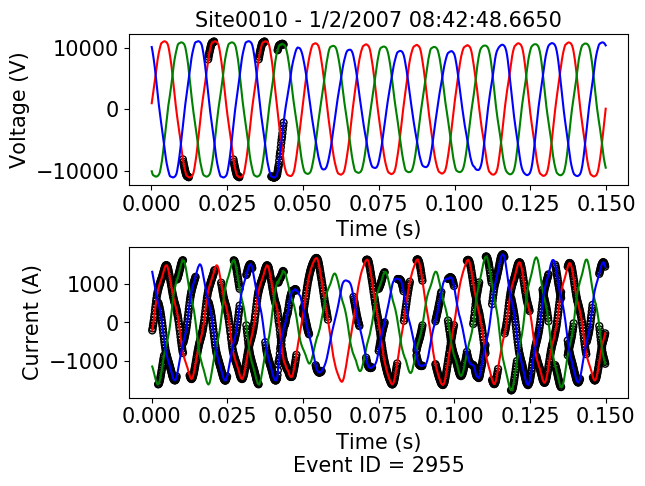 Site0010 - 1/2/2007 08:42:48.6650
Voltage (V)
10000
0
−10000
0.000 0.025 0.050 0.075 0.100 0.125 0.150
Time (s)
Current (A)
1000
0
−1000
0.000 0.025 0.050 0.075 0.100 0.125 0.150
Time (s)
Event ID = 2955